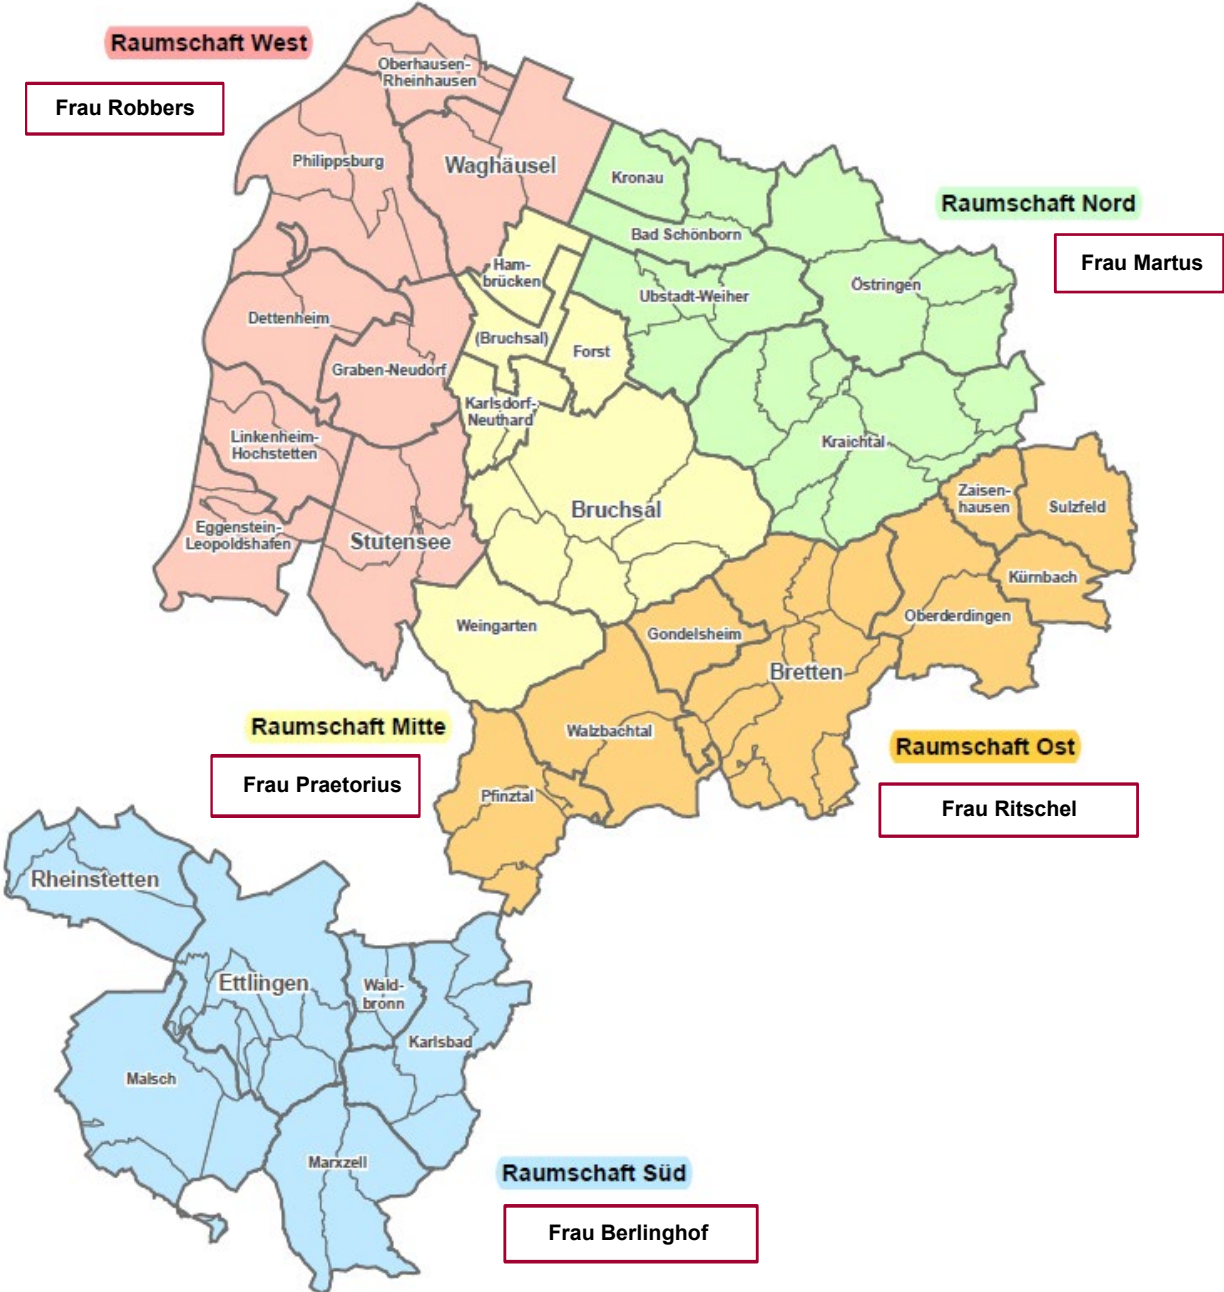 Raumschaft West
Frau Robbers
Oberhausen-
Rheinhausen
Philippsburg
Waghäusel
Kronau
Bad Schönborn
Raumschaft Nord
Frau Martus
Ham-
brücken
Ubstadt-Weiher
Östringen
Dettenheim
(Bruchsal)
Forst
Graben-Neudorf
Karlsdorf-
Neuthard
Linkenheim-
Hochstetten
Kraichtal
Zaisen-
hausen
Sulzfeld
Bruchsal
Eggenstein-
Leopoldshafen
Stutensee
Kürnbach
Oberderdingen
Weingarten
Gondelsheim
Bretten
Raumschaft Mitte
Frau Praetorius
Walzbachtal
Raumschaft Ost
Frau Ritschel
Pfinztal
Rheinstetten
Ettlingen
Wald-
bronn
Karlsbad
Malsch
Marxzell
Raumschaft Süd
Frau Berlinghof